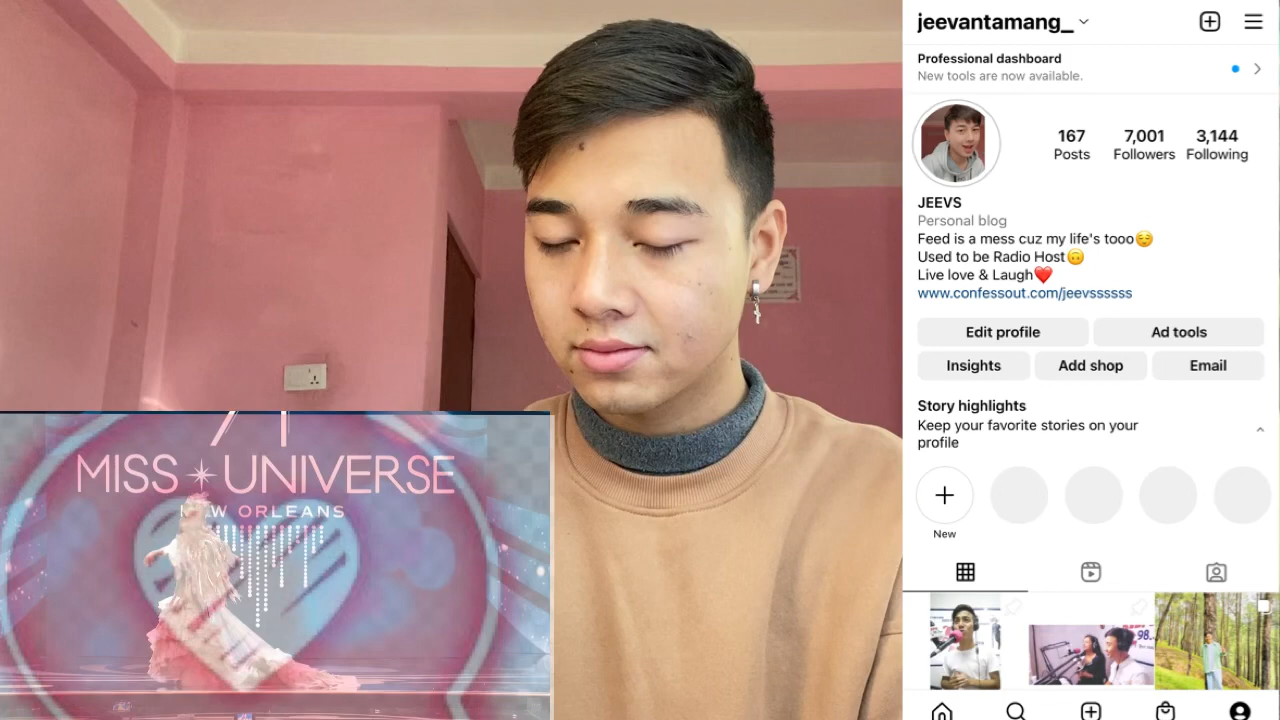 71
MISS UNIVERSE
NEW ORLEANS
jeevantamang_
Professional dashboard
New tools are now available.
167
7,001
3,144
Posts
Followers
Following
JEEVS
Personal blog
Feed is a mess cuz my life's tooo😌
Used to be Radio Host🙃
Live love & Laugh❤️
www.confessout.com/jeevssssss
Edit profile
Ad tools
Insights
Add shop
Email
Story highlights
Keep your favorite stories on your
profile
New
98.